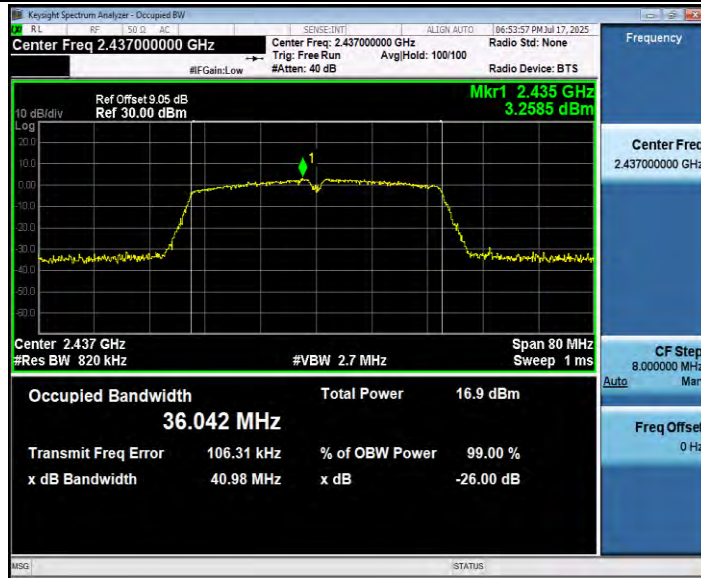 Keysight Spectrum Analyzer - Occupied BW
RL RF 50 Ω AC SENSE:INT ALIGN AUTO 06:53:57 PM Jul 17, 2025
Center Freq 2.437000000 GHz
Center Freq: 2.437000000 GHz
Radio Std: None
Trig: Free Run Avg|Hold: 100/100
#IFGain:Low #Atten: 40 dB Radio Device: BTS
Frequency
Mkr1 2.435 GHz
3.2585 dBm
Ref Offset 9.05 dB
10 dB/div Ref 30.00 dBm
Log
20.0
10.0
1
0.00
-10.0
-20.0
-30.0
-40.0
-50.0
-60.0
Center 2.437 GHz Span 80 MHz
#Res BW 820 kHz #VBW 2.7 MHz Sweep 1 ms
Center Freq
2.437000000 GHz
CF Step
8.000000 MHz
Auto Man
Freq Offset
0 Hz
Occupied Bandwidth Total Power 16.9 dBm
36.042 MHz
Transmit Freq Error 106.31 kHz % of OBW Power 99.00 %
x dB Bandwidth 40.98 MHz x dB -26.00 dB
MSG STATUS